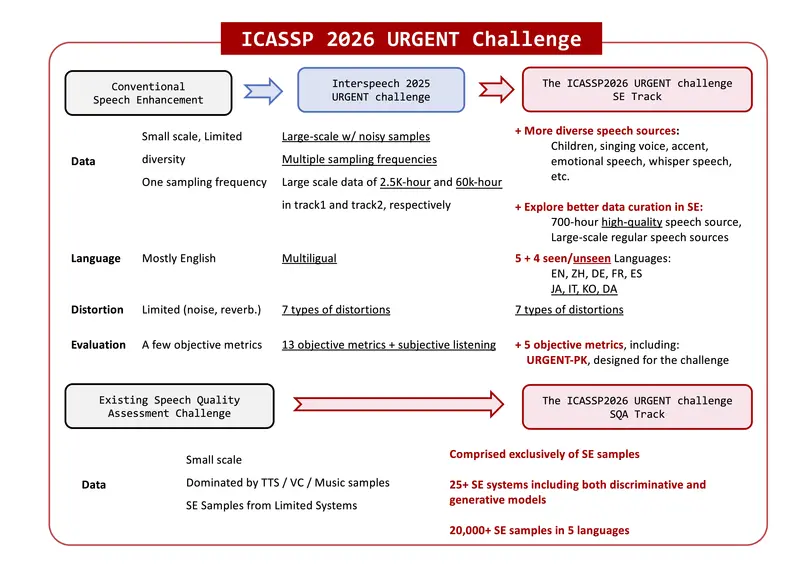 ICASSP 2026 URGENT Challenge
Conventional
Speech Enhancement
Interspeech 2025
URGENT challenge
The ICASSP2026 URGENT challenge
SE Track
Data
Small scale, Limited
diversity
One sampling frequency
Large-scale w/ noisy samples
Multiple sampling frequencies
Large scale data of 2.5K-hour and 60k-hour
in track1 and track2, respectively
+ More diverse speech sources:
Children, singing voice, accent,
emotional speech, whisper speech,
etc.
+ Explore better data curation in SE:
700-hour high-quality speech source,
Large-scale regular speech sources
Language
Mostly English
Multiligual
5 + 4 seen/unseen Languages:
EN, ZH, DE, FR, ES
JA, IT, KO, DA
Distortion
Limited (noise, reverb.)
7 types of distortions
7 types of distortions
Evaluation
A few objective metrics
13 objective metrics + subjective listening
+ 5 objective metrics, including:
URGENT-PK, designed for the challenge
Existing Speech Quality
Assessment Challenge
The ICASSP2026 URGENT challenge
SQA Track
Data
Small scale
Dominated by TTS / VC / Music samples
SE Samples from Limited Systems
Comprised exclusively of SE samples
25+ SE systems including both discriminative and
generative models
20,000+ SE samples in 5 languages